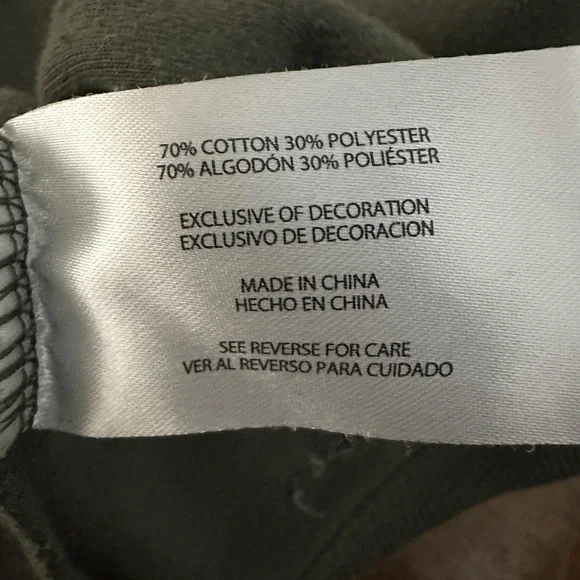 70% COTTON 30% POLYESTER
70% ALGODÓN 30% POLIÉSTER
EXCLUSIVE OF DECORATION
EXCLUSIVO DE DECORACION
MADE IN CHINA
HECHO EN CHINA
SEE REVERSE FOR CARE
VER AL REVERSO PARA CUIDADO